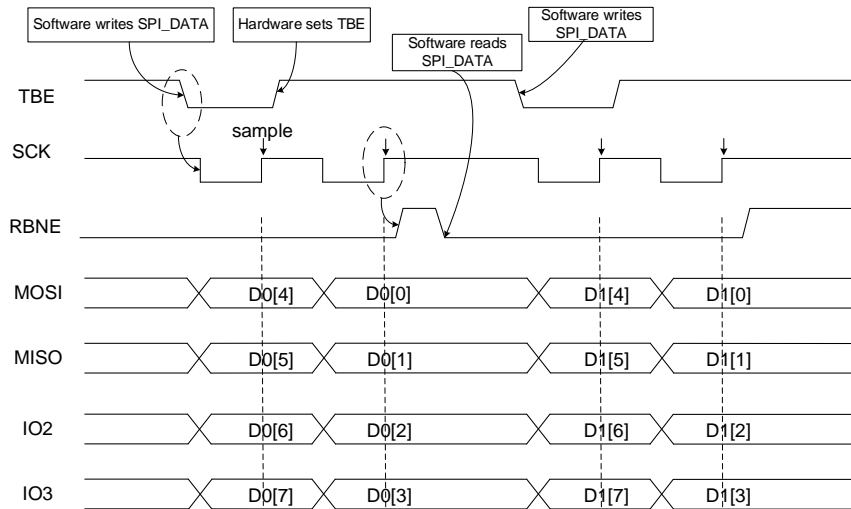 Software writes SPI_DATA
Hardware sets TBE
Software reads
SPI_DATA
Software writes
SPI_DATA
TBE
sample
SCK
RBNE
MOSI
D0[4]
D0[0]
D1[4]
D1[0]
MISO
D0[5]
D0[1]
D1[5]
D1[1]
IO2
D0[6]
D0[2]
D1[6]
D1[2]
IO3
D0[7]
D0[3]
D1[7]
D1[3]